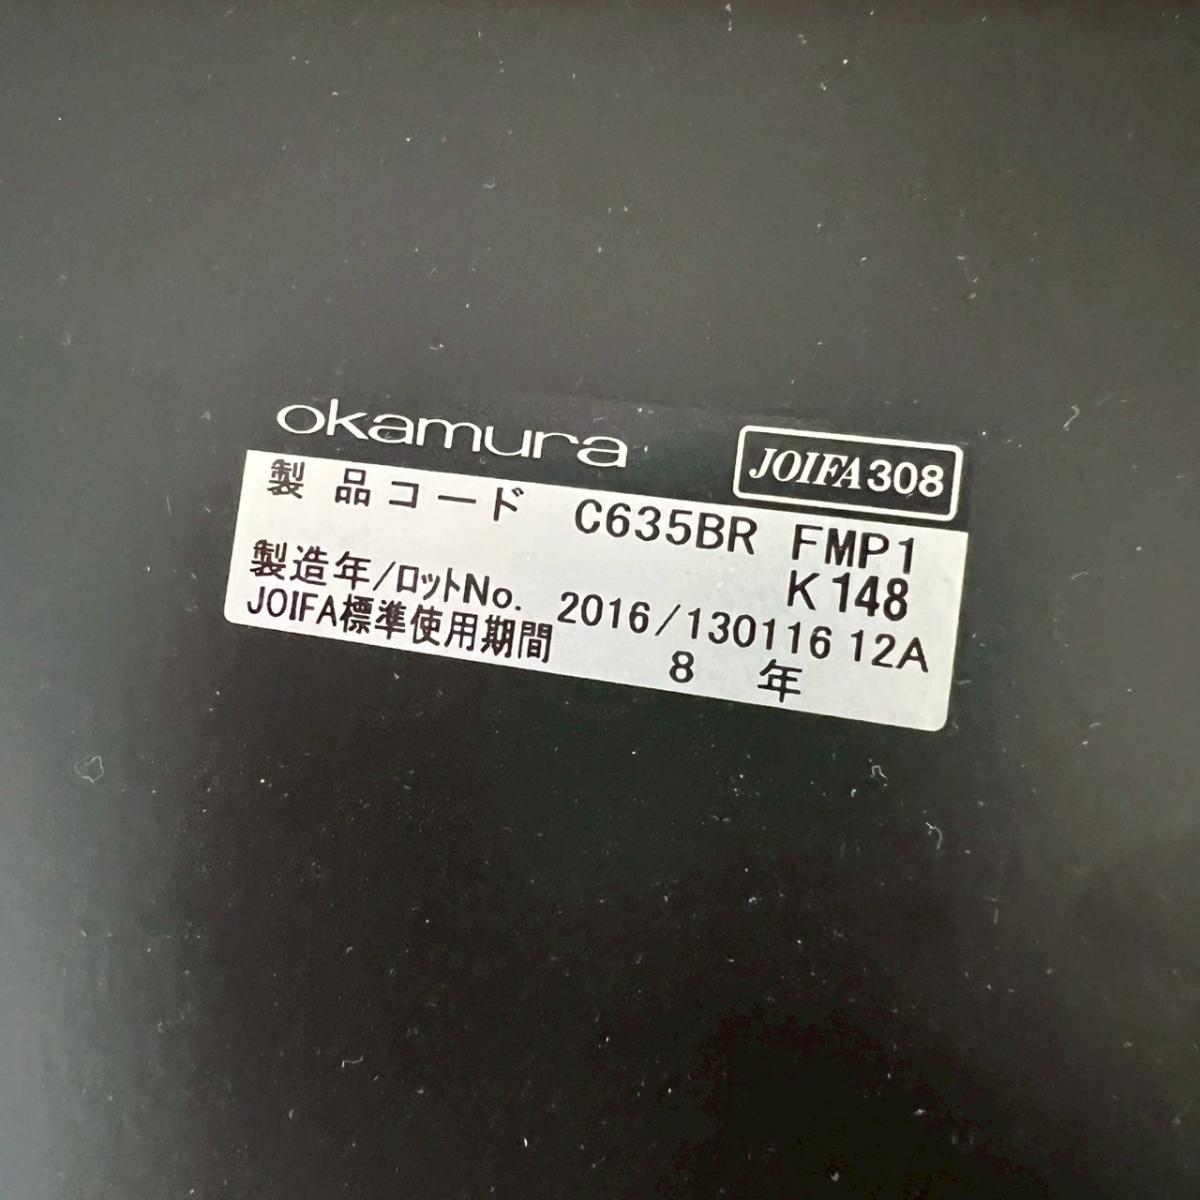 okamura
JOIFA308
製品コード C635BR FMP1
K148
製造年/ロットNo. 2016/130116 12A
JOIFA標準使用期間 8 年